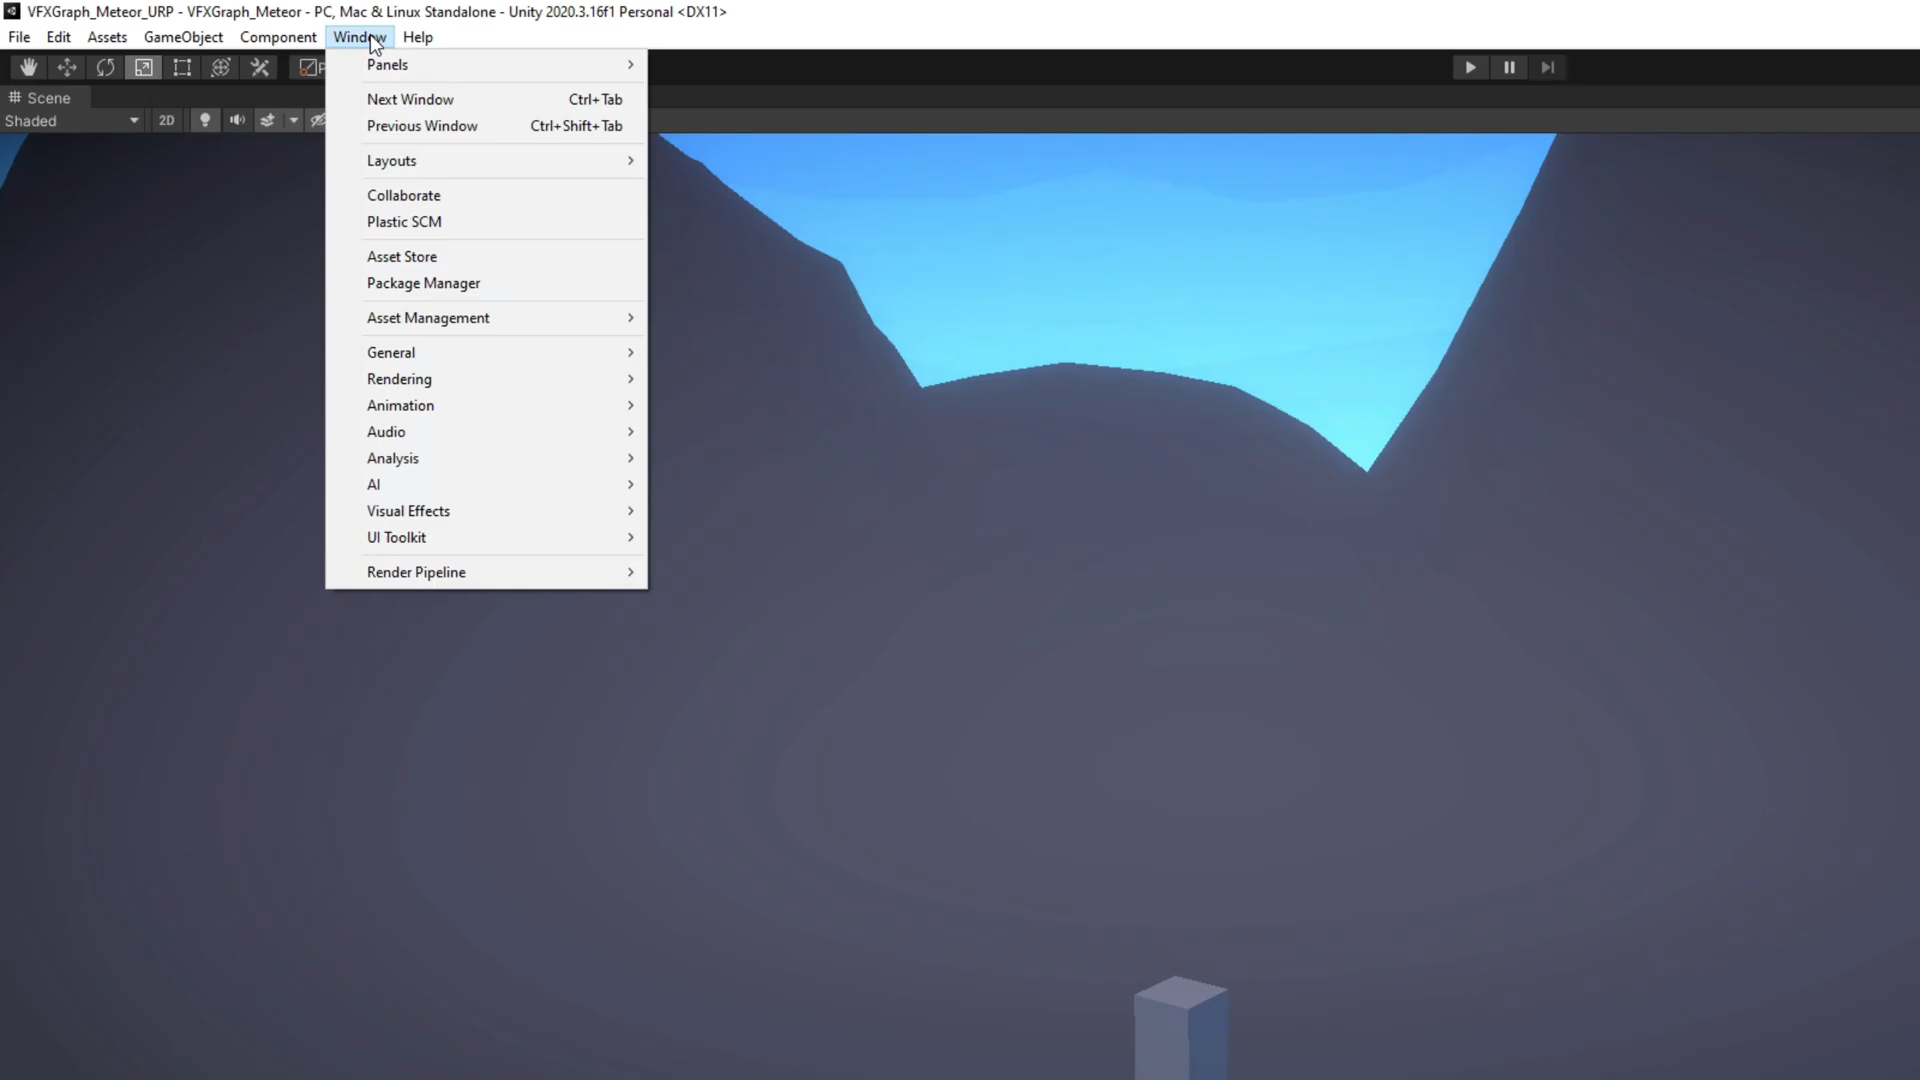 VFXGraph_Meteor_URP - VFXGraph_Meteor - PC, Mac & Linux Standalone - Unity 2020.3.16f1 Personal <DX11>
File Edit Assets GameObject Component Window Help
Scene
Shaded
2D
Panels
Next Window Ctrl+Tab
Previous Window Ctrl+Shift+Tab
Layouts
Collaborate
Plastic SCM
Asset Store
Package Manager
Asset Management
General
Rendering
Animation
Audio
Analysis
AI
Visual Effects
UI Toolkit
Render Pipeline